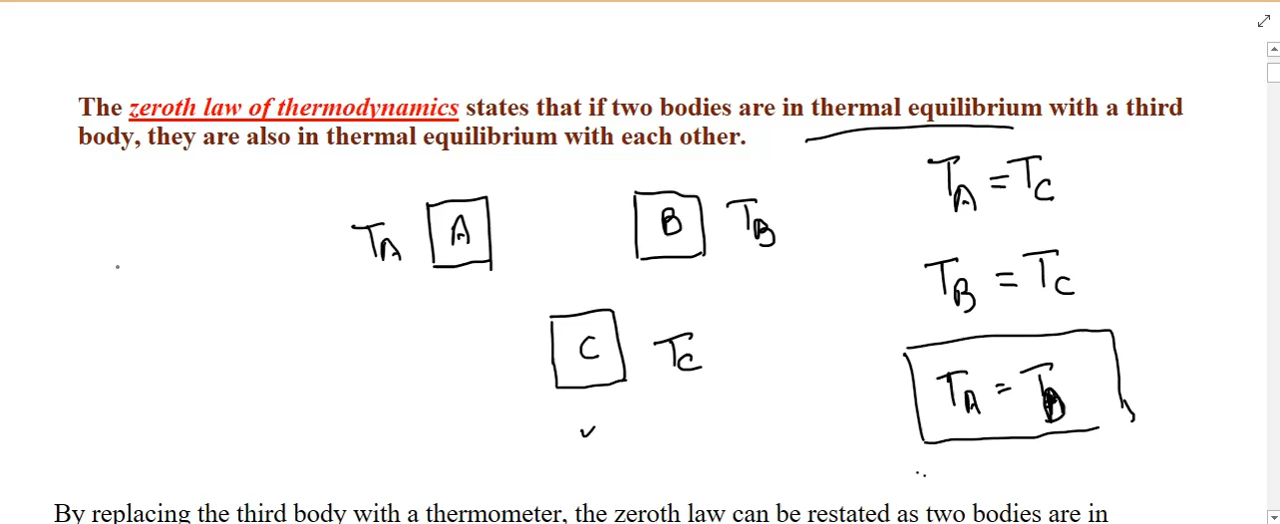 The zeroth law of thermodynamics states that if two bodies are in thermal equilibrium with a third
body, they are also in thermal equilibrium with each other.
TA A B TB
C TC
TA = TC
TB = TC
TA = TB
By replacing the third body with a thermometer, the zeroth law can be restated as two bodies are in